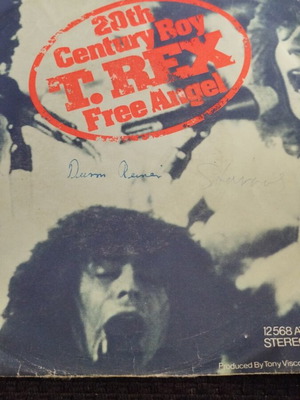 20th
Century Boy
T. REX
Free Angel
12568 A
STEREO
Produced By Tony Visco